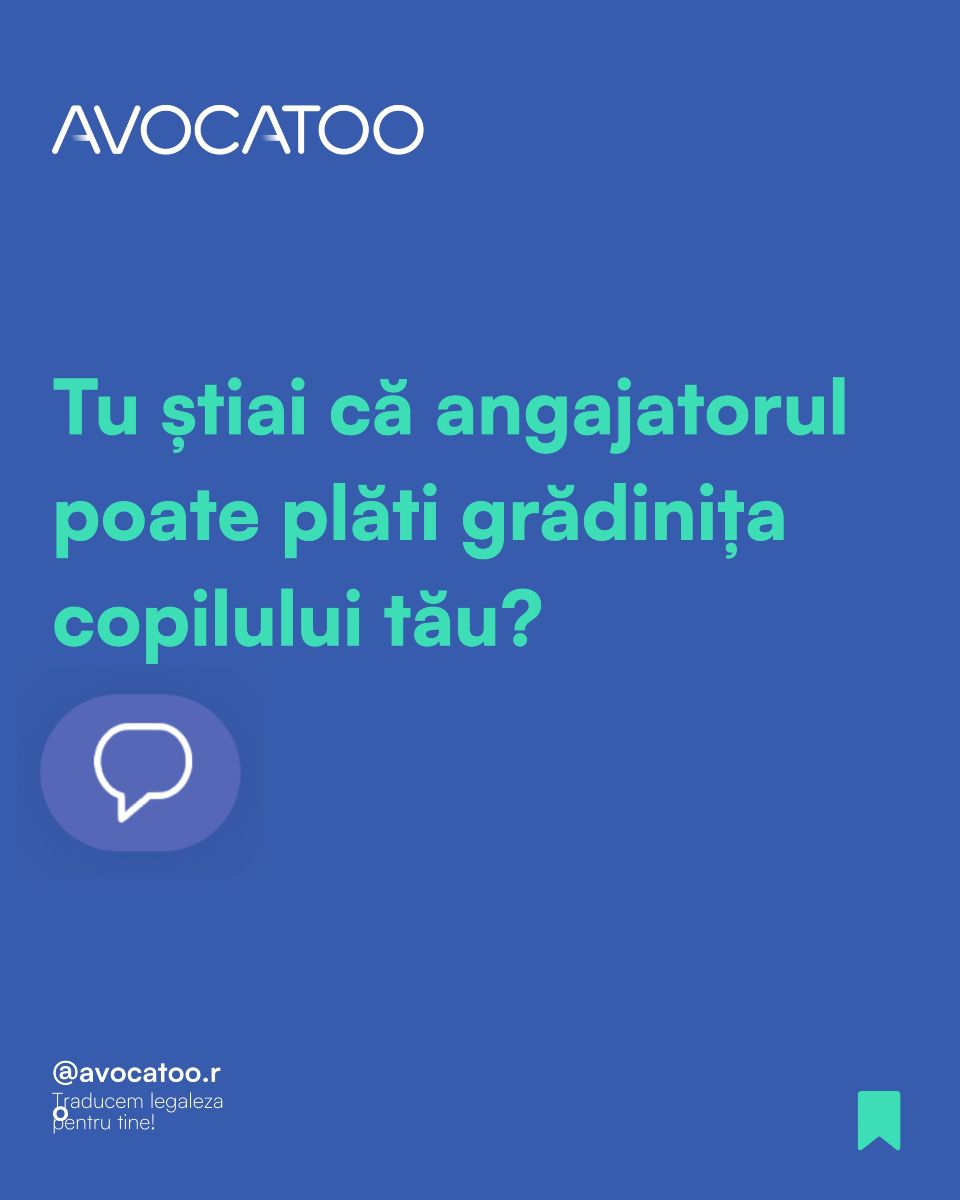 AVOCATOO
Tu știai că angajatorul
poate plăti grădinița
copilului tău?
@avocatoo.r
o
Traducem legaleza
pentru tine!